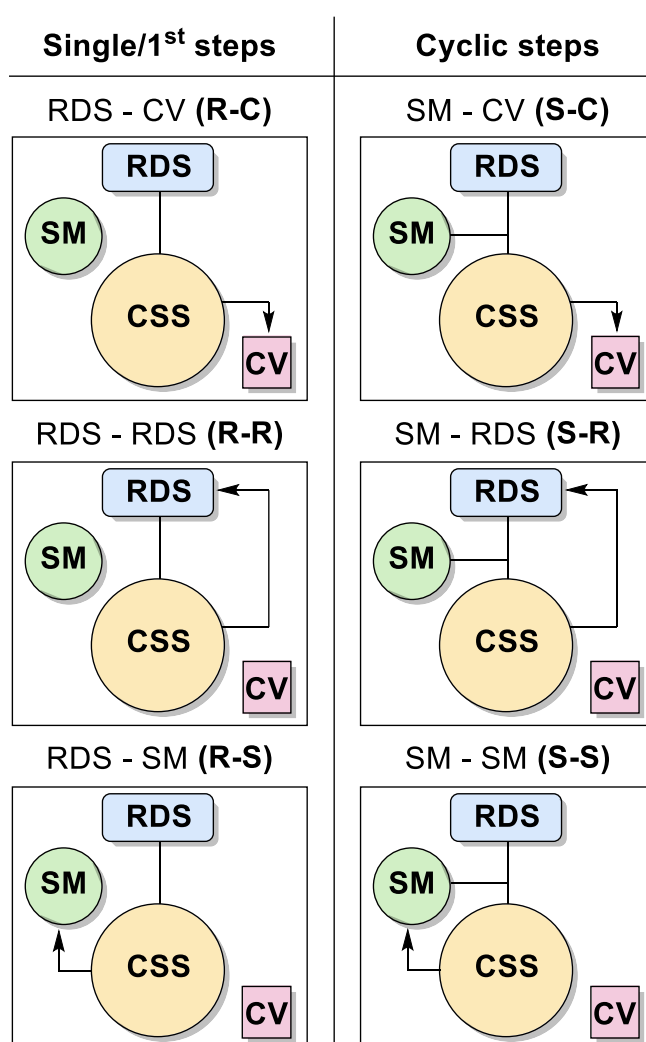 Single/1st steps
Cyclic steps
RDS - CV (R-C)
SM - CV (S-C)
RDS
SM
CSS
CV
RDS
SM
CSS
CV
RDS - RDS (R-R)
SM - RDS (S-R)
RDS
SM
CSS
CV
RDS
SM
CSS
CV
RDS - SM (R-S)
SM - SM (S-S)
RDS
SM
CSS
CV
RDS
SM
CSS
CV